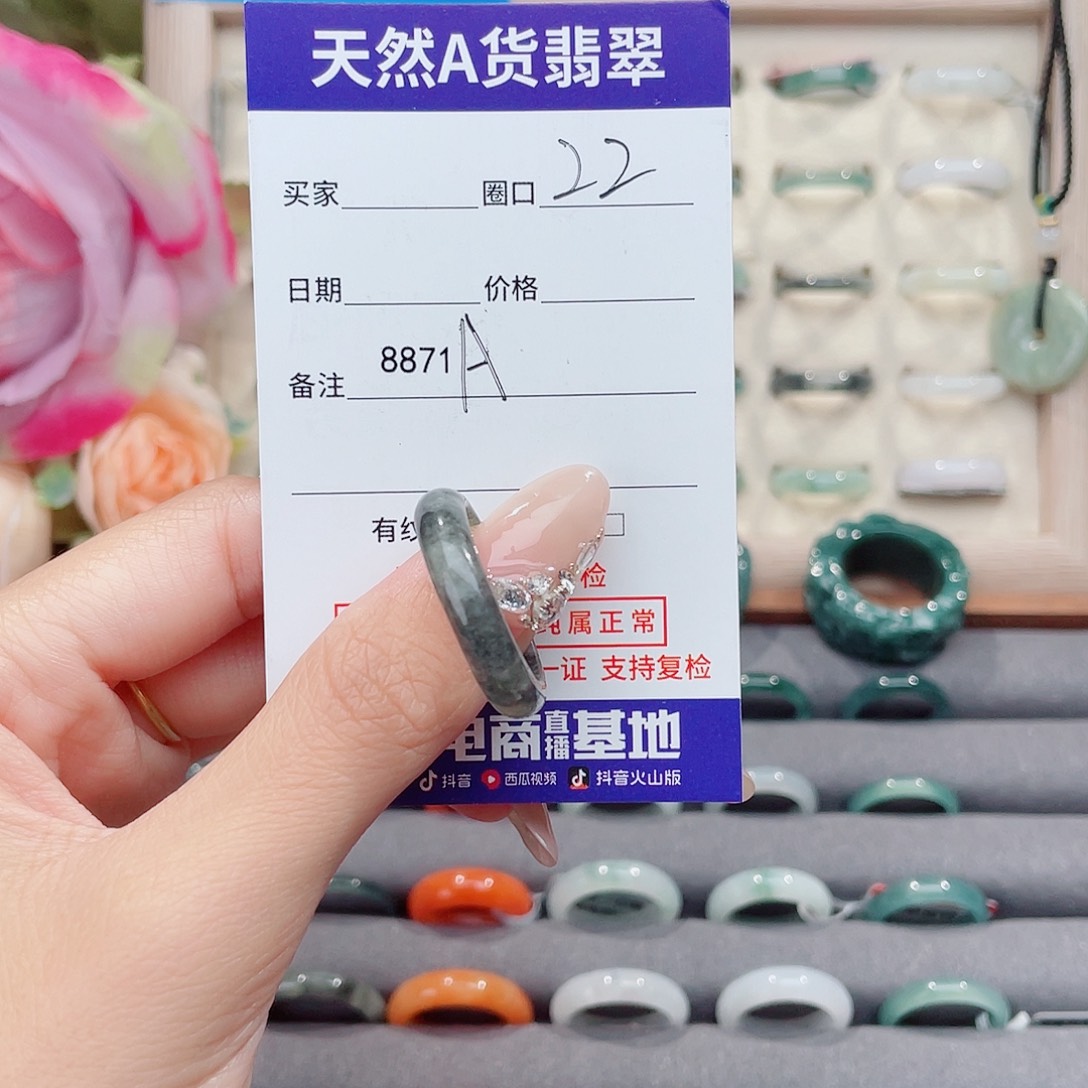 天然A货翡翠
买家 圈口 22
日期 价格
备注 8871A
有纹
检
属正常
一证 支持复检
电商直播基地
抖音 西瓜视频 抖音火山版